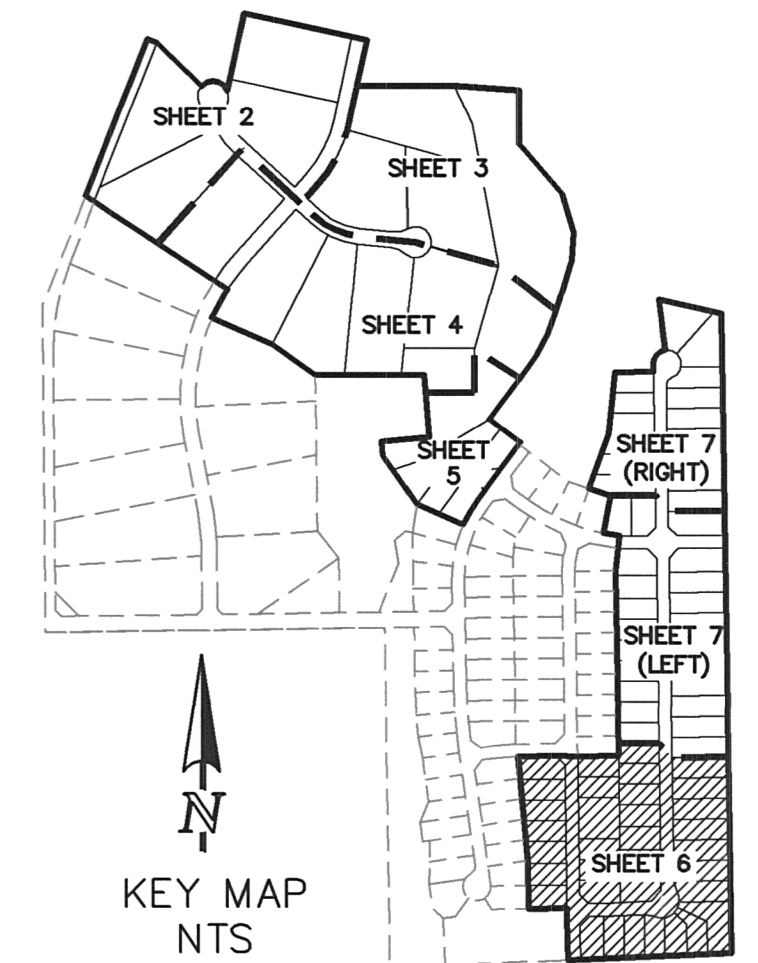 SHEET 2
SHEET 3
SHEET 4
SHEET
5
SHEET 7
(RIGHT)
SHEET 7
(LEFT)
SHEET 6
N
KEY MAP
NTS